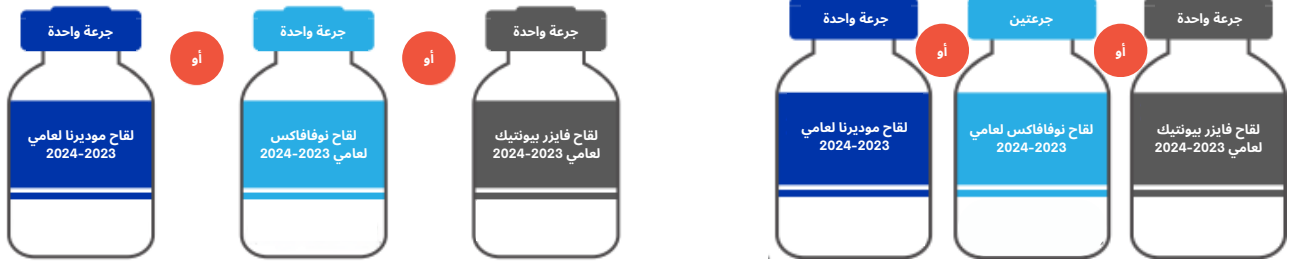 جرعة واحدة
أو
جرعتين
أو
جرعة واحدة
لقاح فايزر بيونتيك
لعامي 2023-2024
لقاح نوفافاكس لعامي
2023-2024
لقاح موديرنا لعامي
2023-2024
جرعة واحدة
أو
جرعة واحدة
أو
جرعة واحدة
لقاح فايزر بيونتيك
لعامي 2023-2024
لقاح نوفافاكس
لعامي 2023-2024
لقاح موديرنا لعامي
2023-2024